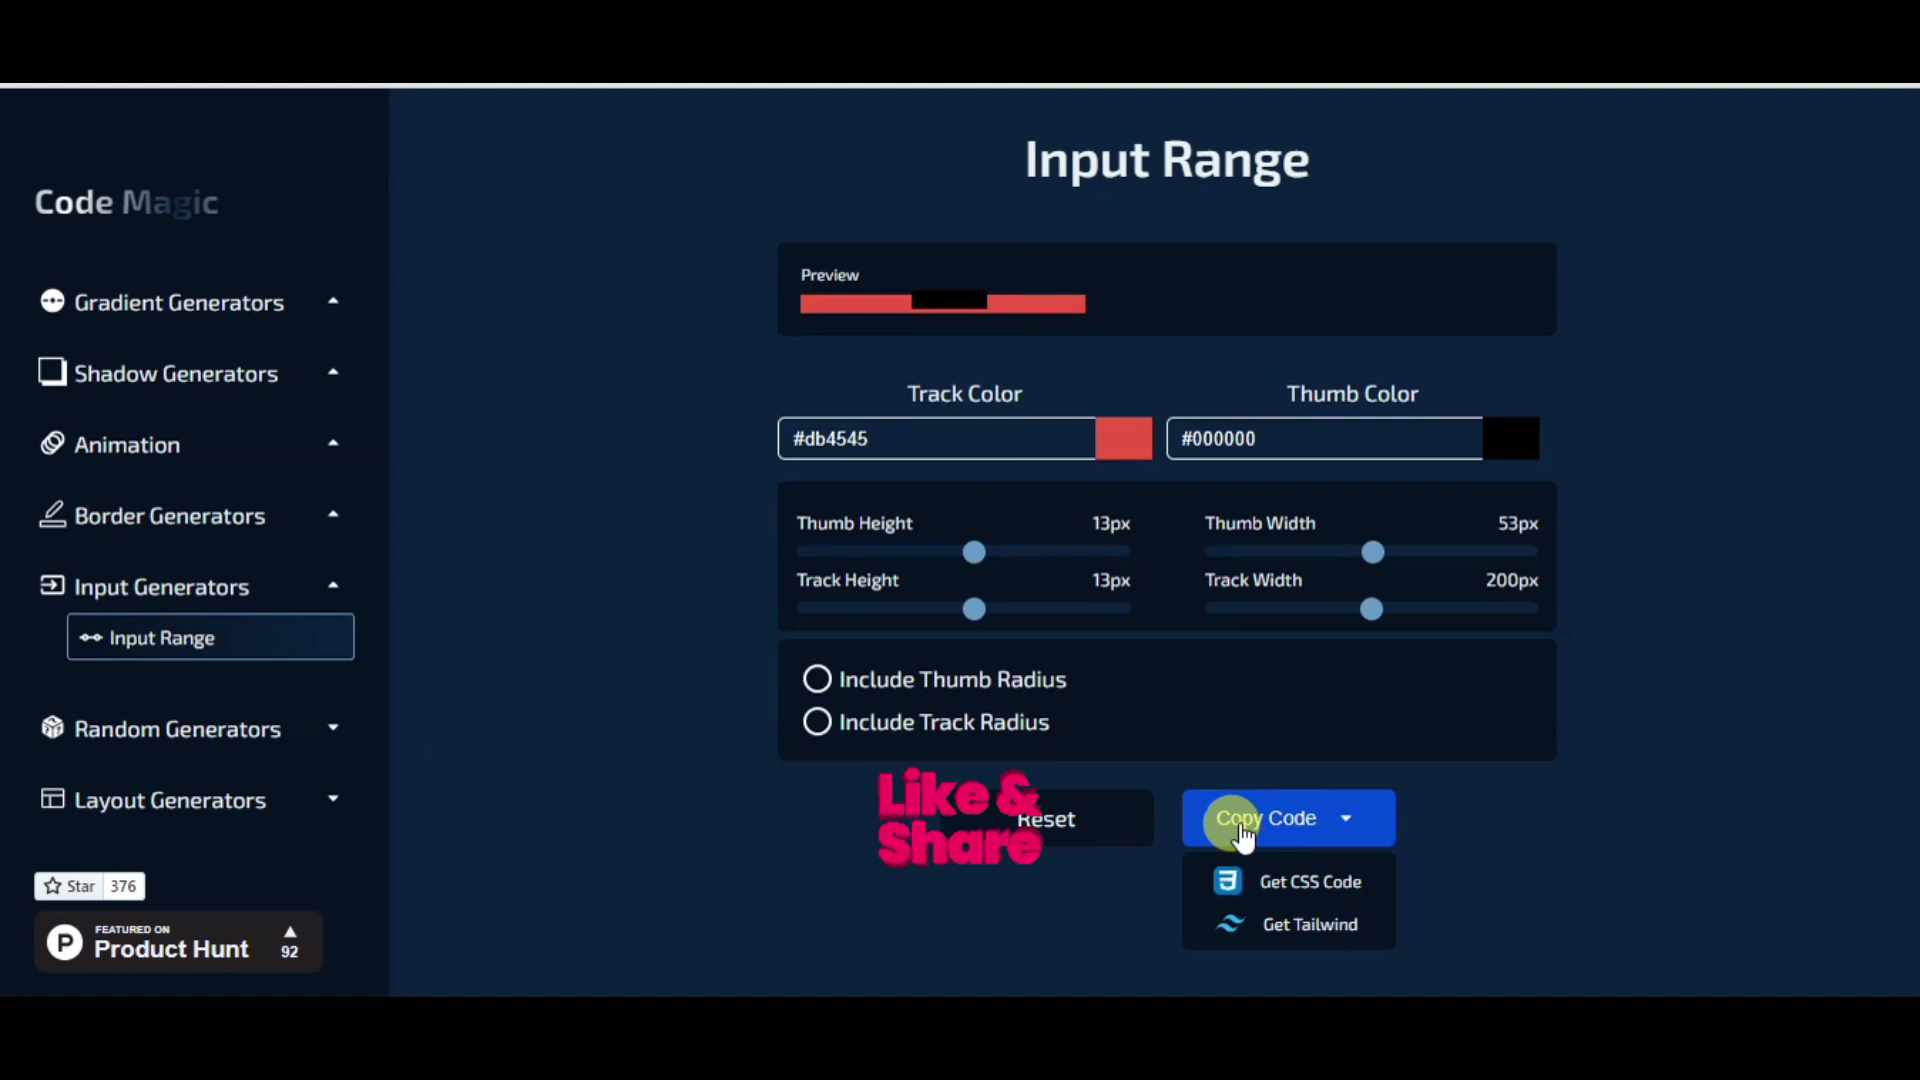 Input Range
Code Magic
Preview
Gradient Generators
Shadow Generators
Animation
Border Generators
Input Generators
Input Range
Random Generators
Layout Generators
Track Color
Thumb Color
#db4545
#000000
Thumb Height 13px
Thumb Width 53px
Track Height 13px
Track Width 200px
Include Thumb Radius
Include Track Radius
Like &
Share
Reset
Copy Code
Get CSS Code
Get Tailwind
Star 376
P
FEATURED ON
Product Hunt
92